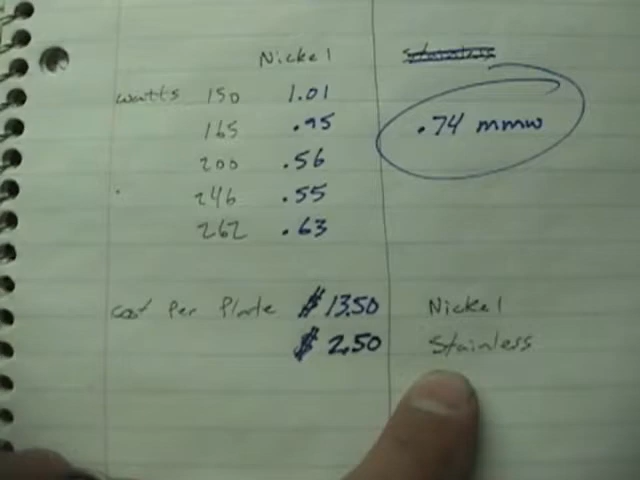 Nickel Stainless
watts 150 1.01
165 .95 .74 mmw
200 .56
246 .55
262 .63
Cost Per Plate $ 13.50 Nickel
$ 2.50 Stainless